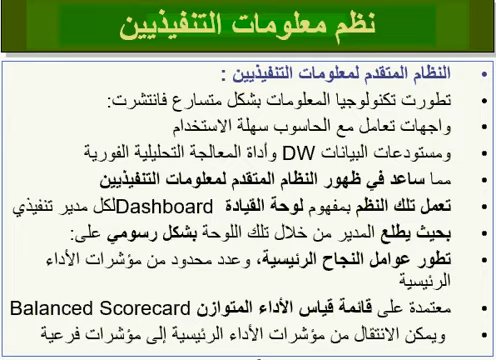 نظم معلومات التنفيذيين
• النظام المتقدم لمعلومات التنفيذيين :
• تطورت تكنولوجيا المعلومات بشكل متسارع فانتشرت:
• واجهات تعامل مع الحاسوب سهلة الاستخدام
• ومستودعات البيانات DW وأداة المعالجة التحليلية الفورية
• مما ساعد في ظهور النظام المتقدم لمعلومات التنفيذيين
• تعمل تلك النظم بمفهوم لوحة القيادة Dashboardلكل مدير تنفيذي
• بحيث يطلع المدير من خلال تلك اللوحة بشكل رسومي على:
• تطور عوامل النجاح الرئيسية، وعدد محدود من مؤشرات الأداء
الرئيسية
• معتمدة على قائمة قياس الأداء المتوازن Balanced Scorecard
• ويمكن الانتقال من مؤشرات الأداء الرئيسية إلى مؤشرات فرعية